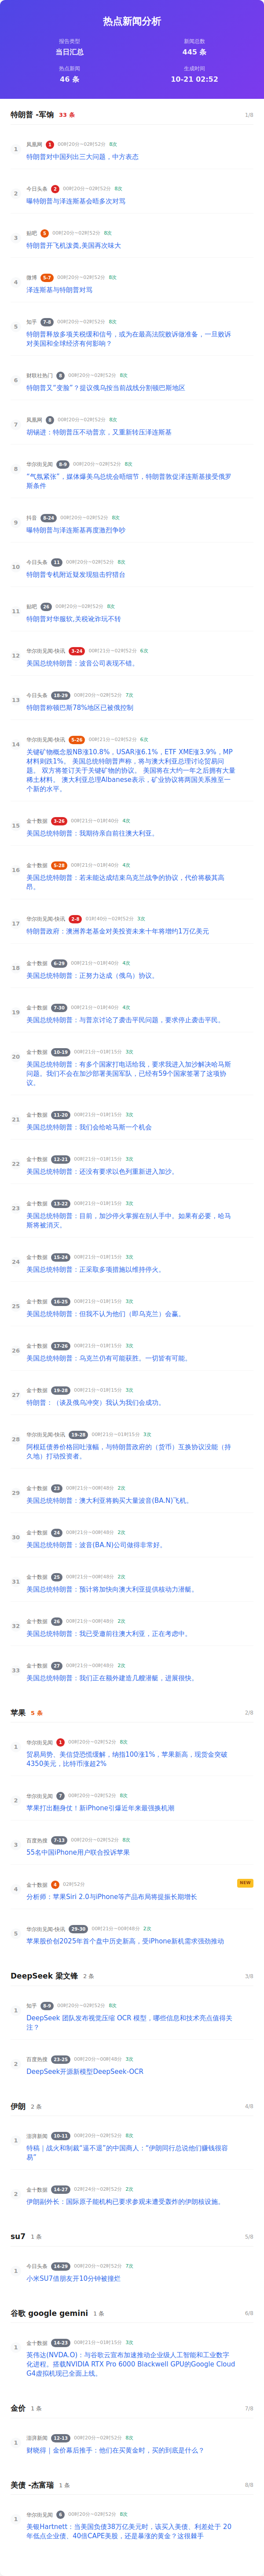 热点新闻分析
报告类型
当日汇总
新闻总数
445 条
热点新闻
46 条
生成时间
10-21 02:52
特朗普 -军饷 33 条
1/8
1
凤凰网 1 00时20分~02时52分 8次
特朗普对中国列出三大问题，中方表态
2
今日头条 2 00时20分~02时52分 8次
曝特朗普与泽连斯基会晤多次对骂
3
贴吧 5 00时20分~02时52分 8次
特朗普开飞机泼粪,美国再次味大
4
微博 5-7 00时20分~02时52分 8次
泽连斯基与特朗普对骂
5
知乎 7-8 00时20分~02时52分 8次
特朗普释放多项关税缓和信号，或为在最高法院败诉做准备，一旦败诉
对美国和全球经济有何影响？
6
财联社热门 8 00时20分~02时52分 8次
特朗普又“变脸”？提议俄乌按当前战线分割顿巴斯地区
7
凤凰网 8 00时20分~02时52分 8次
胡锡进：特朗普压不动普京，又重新转压泽连斯基
8
华尔街见闻 8-9 00时20分~02时52分 8次
“气氛紧张”，媒体爆美乌总统会晤细节，特朗普敦促泽连斯基接受俄罗
斯条件
9
抖音 8-24 00时20分~02时52分 8次
曝特朗普与泽连斯基再度激烈争吵
10
今日头条 11 00时20分~02时52分 8次
特朗普专机附近疑发现狙击狩猎台
11
贴吧 26 00时20分~02时52分 8次
特朗普对华服软,关税讹诈玩不转
12
华尔街见闻-快讯 3-24 00时21分~02时52分 6次
美国总统特朗普：波音公司表现不错。
13
今日头条 18-29 00时20分~02时52分 7次
特朗普称顿巴斯78%地区已被俄控制
14
华尔街见闻-快讯 5-26 00时21分~02时52分 6次
关键矿物概念股NB涨10.8%，USAR涨6.1%，ETF XME涨3.9%，MP
材料则跌1%。 美国总统特朗普声称，将与澳大利亚总理讨论贸易问
题。 双方将签订关于关键矿物的协议。 美国将在大约一年之后拥有大量
稀土材料。 澳大利亚总理Albanese表示，矿业协议将两国关系推至一
个新的水平。
15
金十数据 3-26 00时21分~01时40分 4次
美国总统特朗普：我期待亲自前往澳大利亚。
16
金十数据 5-28 00时21分~01时40分 4次
美国总统特朗普：若未能达成结束乌克兰战争的协议，代价将极其高
昂。
17
华尔街见闻-快讯 2-8 01时40分~02时52分 3次
特朗普政府：澳洲养老基金对美投资未来十年将增约1万亿美元
18
金十数据 6-29 00时21分~01时40分 4次
美国总统特朗普：正努力达成（俄乌）协议。
19
金十数据 7-30 00时21分~01时40分 4次
美国总统特朗普：与普京讨论了袭击平民问题，要求停止袭击平民。
20
金十数据 10-19 00时21分~01时15分 3次
美国总统特朗普：有多个国家打电话给我，要求我进入加沙解决哈马斯
问题。我们不会在加沙部署美国军队，已经有59个国家签署了这项协
议。
21
金十数据 11-20 00时21分~01时15分 3次
美国总统特朗普：我们会给哈马斯一个机会
22
金十数据 12-21 00时21分~01时15分 3次
美国总统特朗普：还没有要求以色列重新进入加沙。
23
金十数据 13-22 00时21分~01时15分 3次
美国总统特朗普：目前，加沙停火掌握在别人手中。如果有必要，哈马
斯将被消灭。
24
金十数据 15-24 00时21分~01时15分 3次
美国总统特朗普：正采取多项措施以维持停火。
25
金十数据 16-25 00时21分~01时15分 3次
美国总统特朗普：但我不认为他们（即乌克兰）会赢。
26
金十数据 17-26 00时21分~01时15分 3次
美国总统特朗普：乌克兰仍有可能获胜。一切皆有可能。
27
金十数据 19-28 00时21分~01时15分 3次
特朗普：（谈及俄乌冲突）我认为我们会成功。
28
华尔街见闻-快讯 19-28 00时21分~01时15分 3次
阿根廷债券价格回吐涨幅，与特朗普政府的（货币）互换协议没能（持
久地）打动投资者。
29
金十数据 23 00时21分~00时48分 2次
美国总统特朗普：澳大利亚将购买大量波音(BA.N)飞机。
30
金十数据 24 00时21分~00时48分 2次
美国总统特朗普：波音(BA.N)公司做得非常好。
31
金十数据 25 00时21分~00时48分 2次
美国总统特朗普：预计将加快向澳大利亚提供核动力潜艇。
32
金十数据 26 00时21分~00时48分 2次
美国总统特朗普：我已受邀前往澳大利亚，正在考虑中。
33
金十数据 27 00时21分~00时48分 2次
美国总统特朗普：我们正在额外建造几艘潜艇，进展很快。
苹果 5 条
2/8
1
华尔街见闻 1 00时20分~02时52分 8次
贸易局势、美信贷恐慌缓解，纳指100涨1%，苹果新高，现货金突破
4350美元，比特币涨超2%
2
华尔街见闻 7 00时20分~02时52分 8次
苹果打出翻身仗！新iPhone引爆近年来最强换机潮
3
百度热搜 7-13 00时20分~02时52分 8次
55名中国iPhone用户联合投诉苹果
4
金十数据 4 02时52分
NEW
分析师：苹果Siri 2.0与iPhone等产品布局将提振长期增长
5
华尔街见闻-快讯 29-30 00时21分~00时48分 2次
苹果股价创2025年首个盘中历史新高，受iPhone新机需求强劲推动
DeepSeek 梁文锋 2 条
3/8
1
知乎 8-9 00时20分~02时52分 8次
DeepSeek 团队发布视觉压缩 OCR 模型，哪些信息和技术亮点值得关
注？
2
百度热搜 23-25 00时20分~00时48分 3次
DeepSeek开源新模型DeepSeek-OCR
伊朗 2 条
4/8
1
澎湃新闻 10-11 00时20分~02时52分 8次
特稿｜战火和制裁“逼不退”的中国商人：“伊朗同行总说他们赚钱很容
易”
2
金十数据 14-27 02时24分~02时52分 2次
伊朗副外长：国际原子能机构已要求参观未遭受轰炸的伊朗核设施。
su7 1 条
5/8
1
今日头条 14-29 00时20分~02时52分 7次
小米SU7借朋友开10分钟被撞烂
谷歌 google gemini 1 条
6/8
1
金十数据 14-23 00时21分~01时15分 3次
英伟达(NVDA.O)：与谷歌云宣布加速推动企业级人工智能和工业数字
化进程。搭载NVIDIA RTX Pro 6000 Blackwell GPU的Google Cloud
G4虚拟机现已全面上线。
金价 1 条
7/8
1
澎湃新闻 12-13 00时20分~02时52分 8次
财晓得｜金价幕后推手：他们在买黄金时，买的到底是什么？
美债 -杰富瑞 1 条
8/8
1
华尔街见闻 6 00时20分~02时52分 8次
美银Hartnett：当美国负债38万亿美元时，该买入美债、利差处于 20
年低点企业债、40倍CAPE美股，还是暴涨的黄金？这很棘手